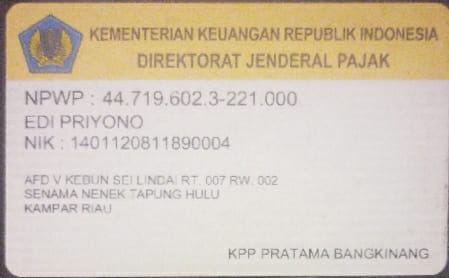 KEMENTERIAN KEUANGAN REPUBLIK INDONESIA
DIREKTORAT JENDERAL PAJAK
NPWP : 44.719.602.3-221.000
EDI PRIYONO
NIK : 1401120811890004
AFD V KEBUN SEI LINDAI RT. 007 RW. 002
SENAMA NENEK TAPUNG HULU
KAMPAR RIAU
KPP PRATAMA BANGKINANG